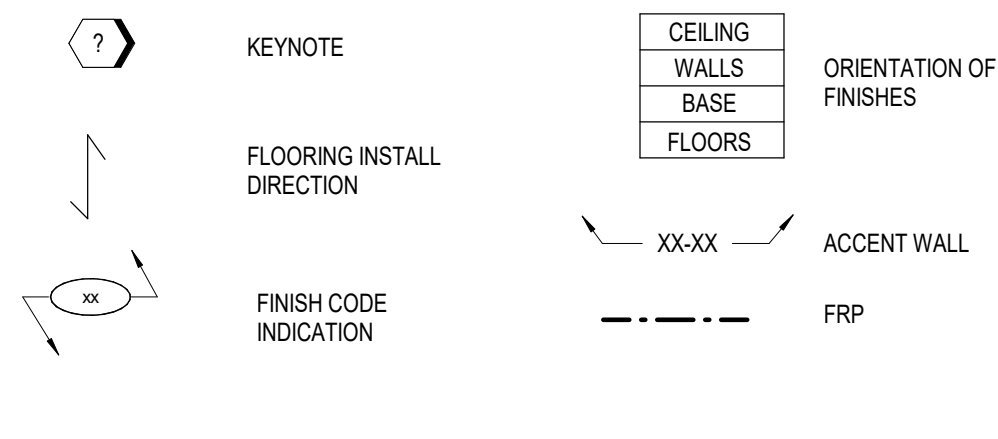 ?
KEYNOTE
FLOORING INSTALL
DIRECTION
xx
FINISH CODE
INDICATION
CEILING
WALLS
BASE
FLOORS
ORIENTATION OF
FINISHES
XX-XX
ACCENT WALL
FRP